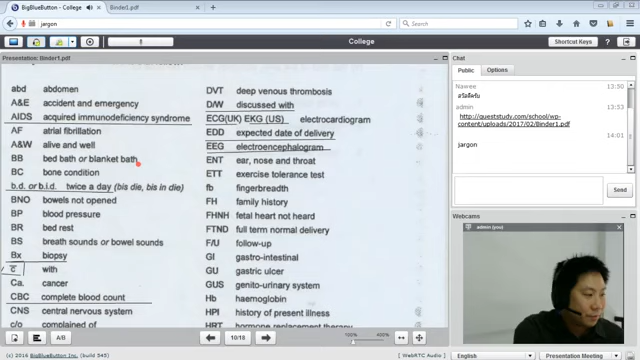 BigBlueButton - College
Binder1.pdf
jargon
Search
College
Shortcut Keys
?
Presentation: Binder1.pdf
abd abdomen
A&E accident and emergency
AIDS acquired immunodeficiency syndrome
AF atrial fibrillation
A&W alive and well
BB bed bath or blanket bath
BC bone condition
b.d. or b.i.d. twice a day (bis die, bis in die)
BNO bowels not opened
BP blood pressure
BR bed rest
BS breath sounds or bowel sounds
Bx biopsy
c with
Ca. cancer
CBC complete blood count
CNS central nervous system
c/o complained of
DVT deep venous thrombosis
D/W discussed with
ECG(UK) EKG (US) electrocardiogram
EDD expected date of delivery
EEG electroencephalogram
ENT ear, nose and throat
ETT exercise tolerance test
fb fingerbreadth
FH family history
FHNH fetal heart not heard
FTND full term normal delivery
F/U follow-up
GI gastro-intestinal
GU gastric ulcer
GUS genito-urinary system
Hb haemoglobin
HPI history of present illness
HRT hormone replacement therapy
A/B
10/18
100%
400%
Chat
Public
Options
Nawee 13:50
สวัสดีครับ
admin 13:53
http://queststudy.com/school/wp-content/uploads/2017/02/Binder1.pdf
14:01
jargon
Send
Webcams
admin (you)
(c) 2016 BigBlueButton Inc. (build 545)
[ WebRTC Audio ]
English
Presentation Meeting